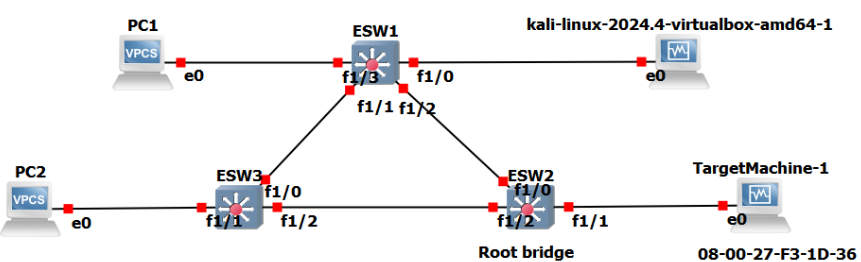 PC1
VPCS
e0
ESW1
f1/3
f1/0
f1/1
f1/2
kali-linux-2024.4-virtualbox-amd64-1
e0
PC2
VPCS
e0
ESW3
f1/0
f1/1
f1/2
ESW2
f1/0
f1/2
f1/1
Root bridge
TargetMachine-1
e0
08-00-27-F3-1D-36